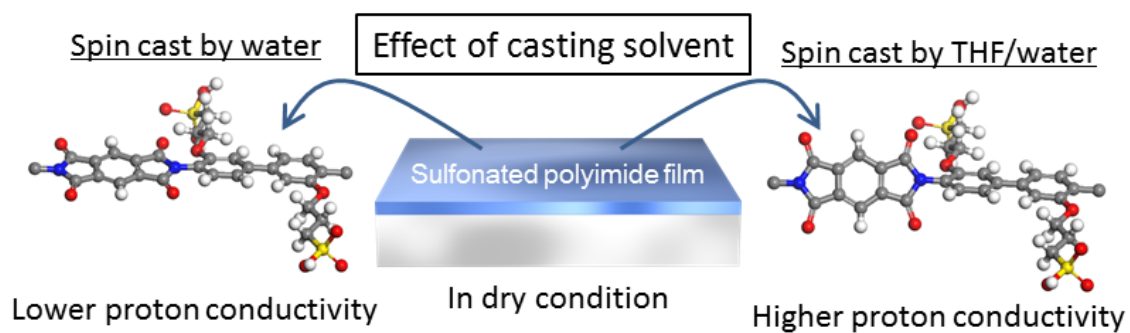 Effect of casting solvent
Spin cast by water
Spin cast by THF/water
Sulfonated polyimide film
Lower proton conductivity
In dry condition
Higher proton conductivity